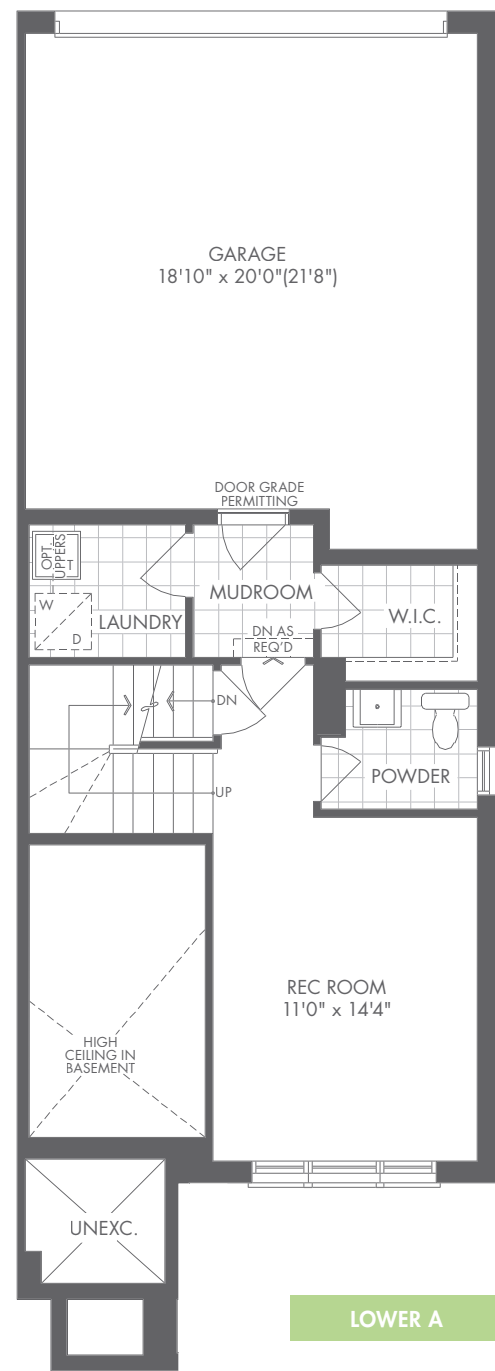 GARAGE
18'10" x 20'0"(21'8")
DOOR GRADE
PERMITTING
OPT.
UPPERS
T
W
D
LAUNDRY
MUDROOM
DN AS
REQ'D
W.I.C.
DN
UP
POWDER
REC ROOM
11'0" x 14'4"
HIGH
CEILING IN
BASEMENT
UNEXC.
LOWER A